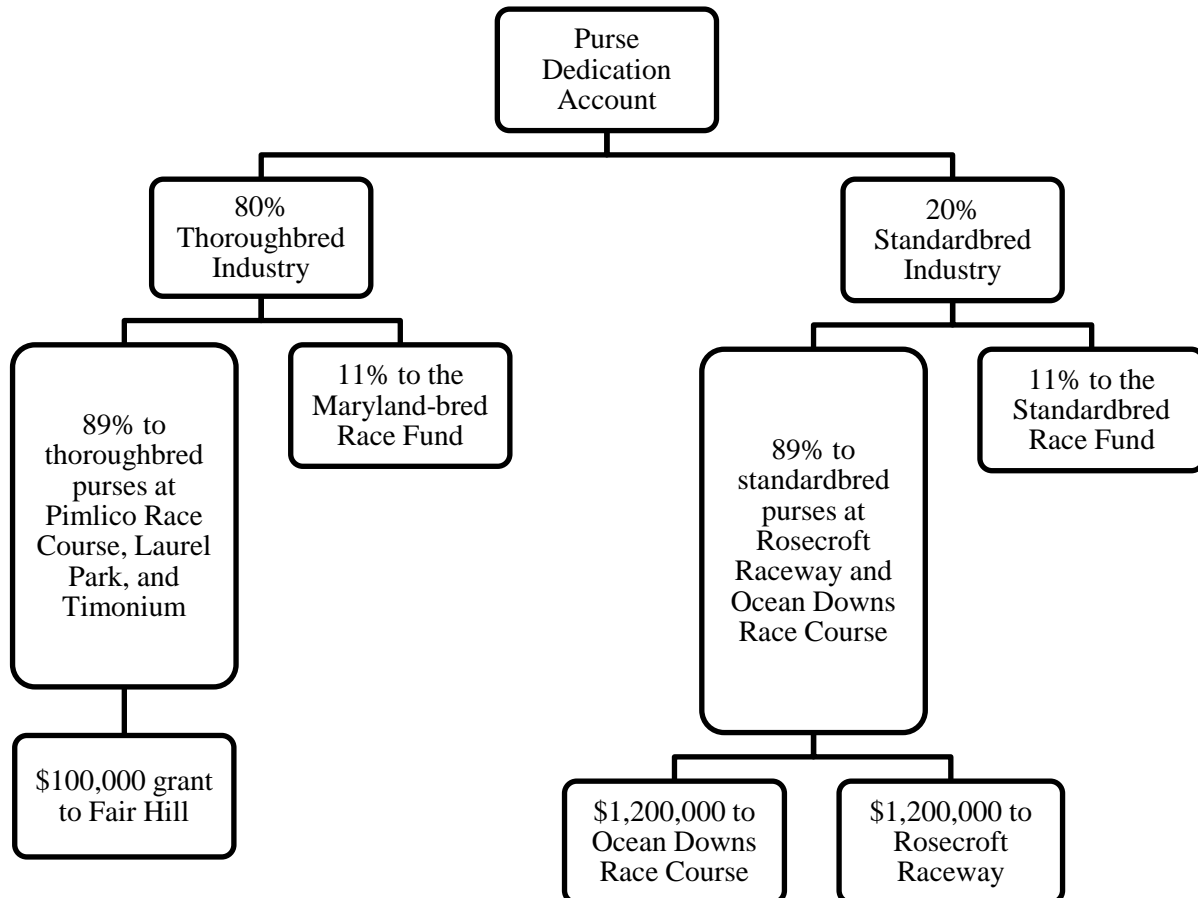 Purse
Dedication
Account
80%
Thoroughbred
Industry
20%
Standardbred
Industry
89% to
thoroughbred
purses at
Pimlico Race
Course, Laurel
Park, and
Timonium
11% to the
Maryland-bred
Race Fund
89% to
standardbred
purses at
Rosecroft
Raceway and
Ocean Downs
Race Course
11% to the
Standardbred
Race Fund
$100,000 grant
to Fair Hill
$1,200,000 to
Ocean Downs
Race Course
$1,200,000 to
Rosecroft
Raceway